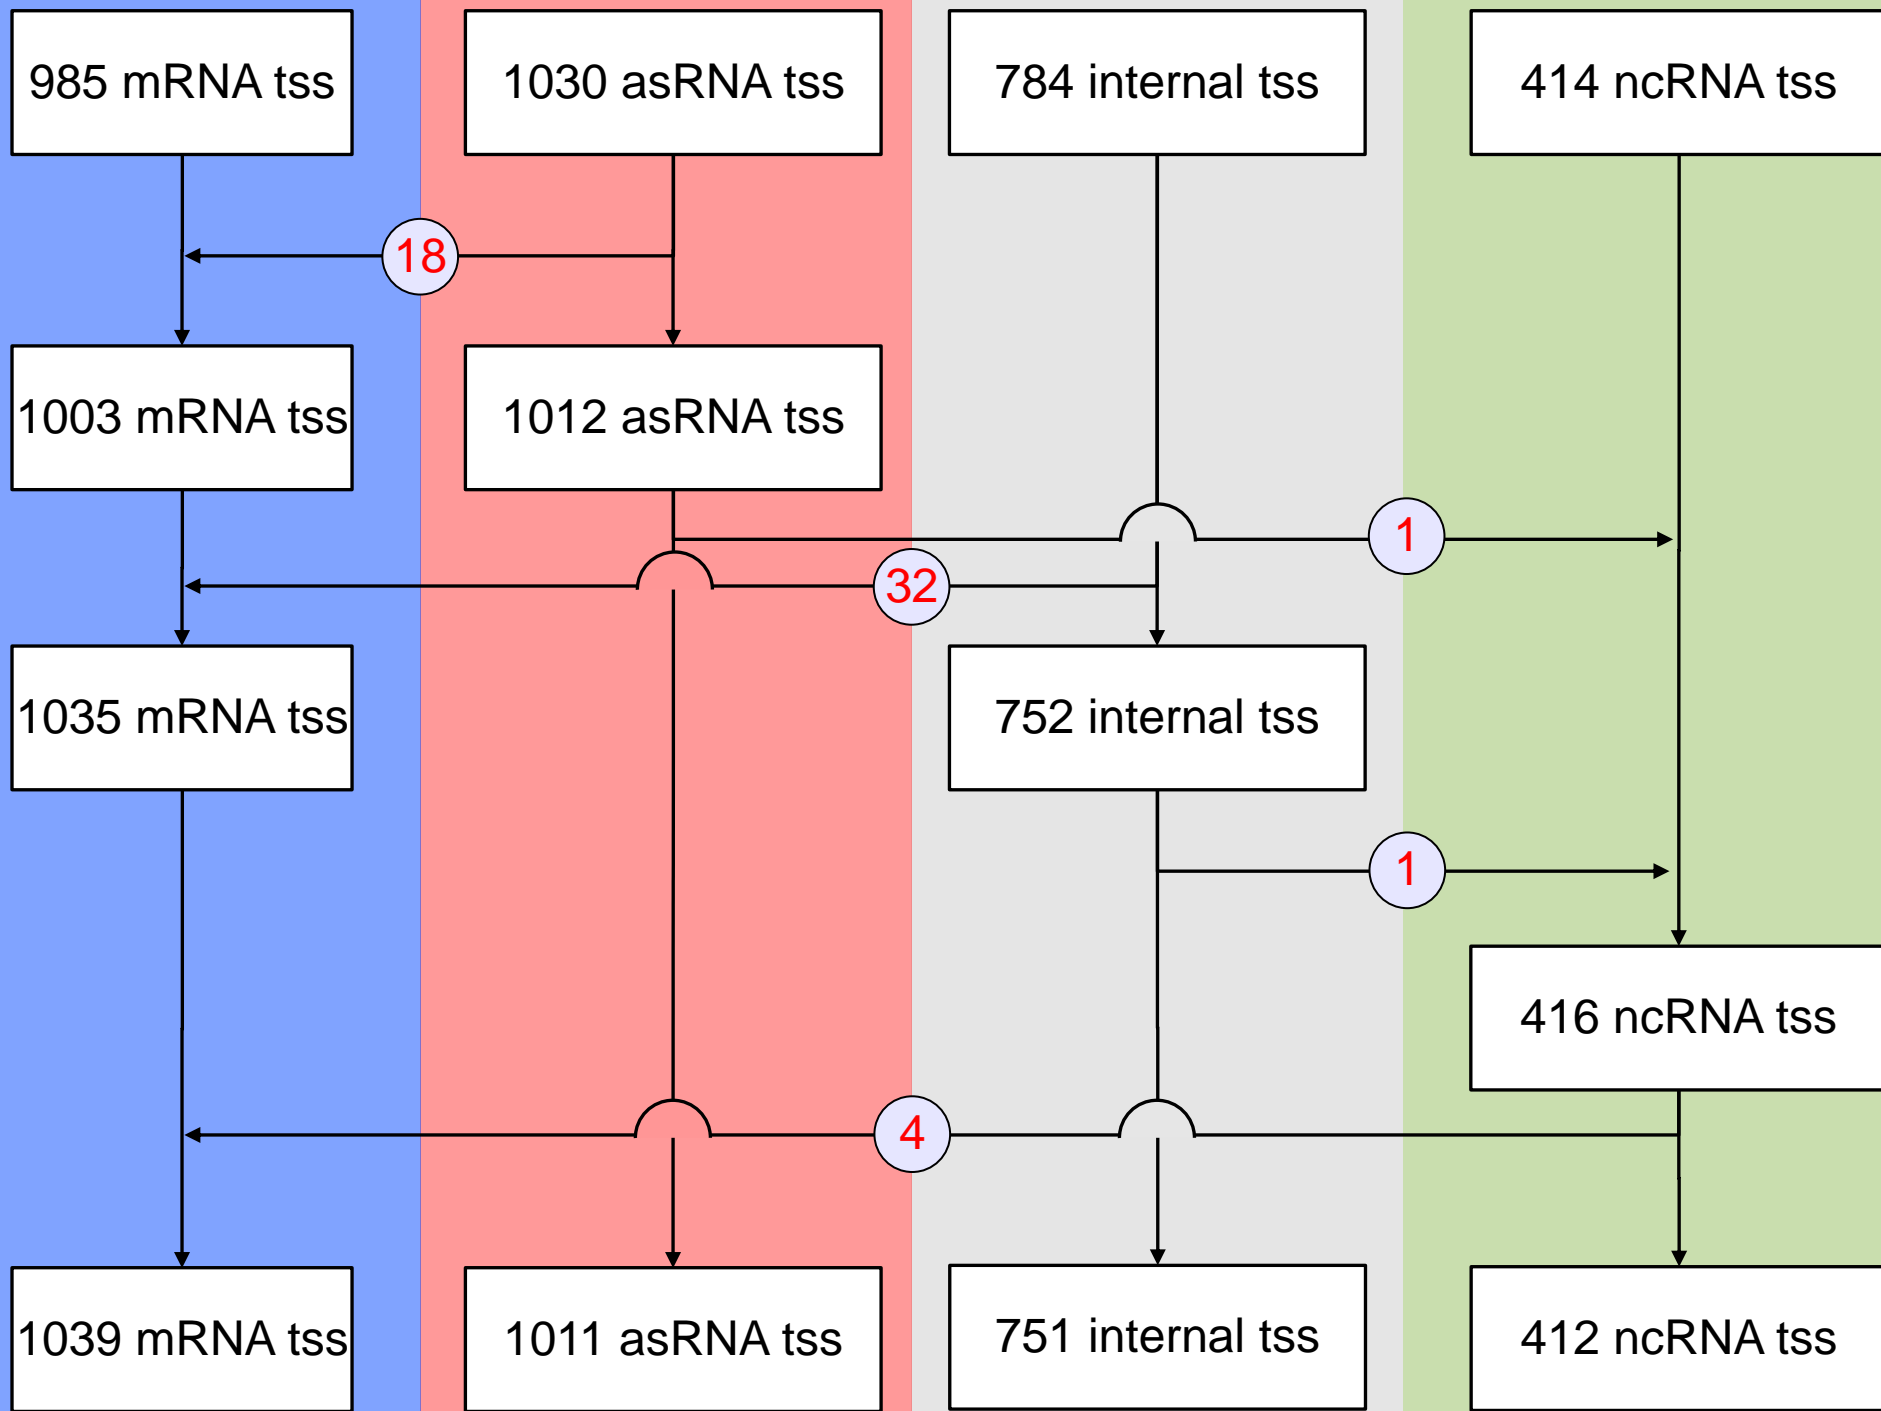 985 mRNA tss
1030 asRNA tss
784 internal tss
414 ncRNA tss
18
1003 mRNA tss
1012 asRNA tss
1
32
1035 mRNA tss
752 internal tss
1
416 ncRNA tss
4
1039 mRNA tss
1011 asRNA tss
751 internal tss
412 ncRNA tss